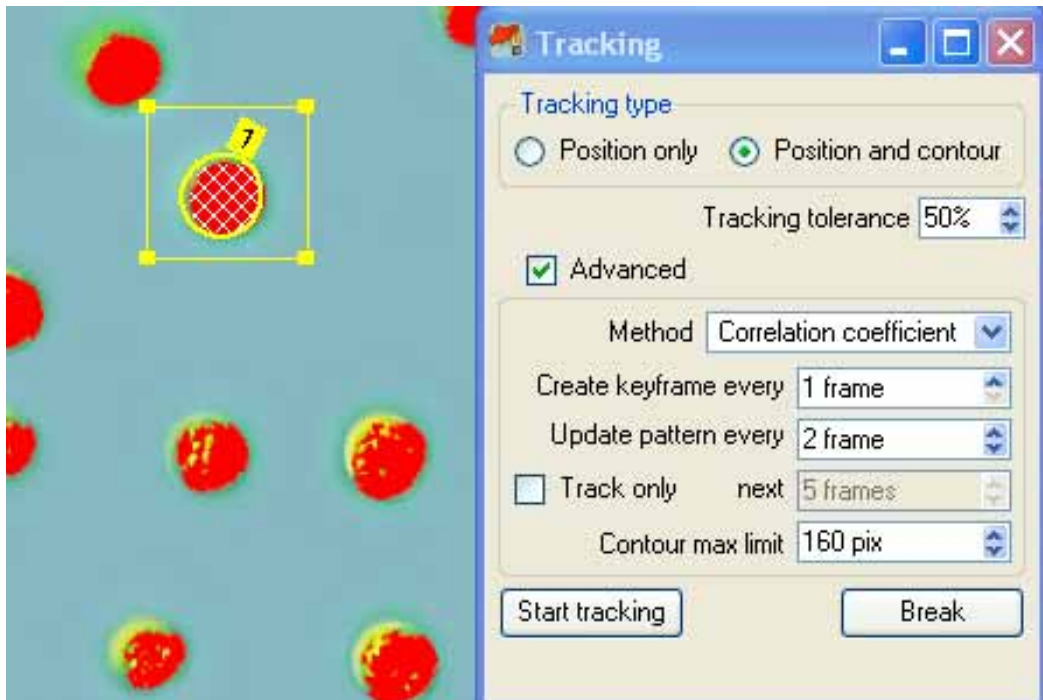 7
Tracking
Tracking type
Position only Position and contour
Tracking tolerance 50%
Advanced
Method Correlation coefficient
Create keyframe every 1 frame
Update pattern every 2 frame
Track only next 5 frames
Contour max limit 160 pix
Start tracking Break